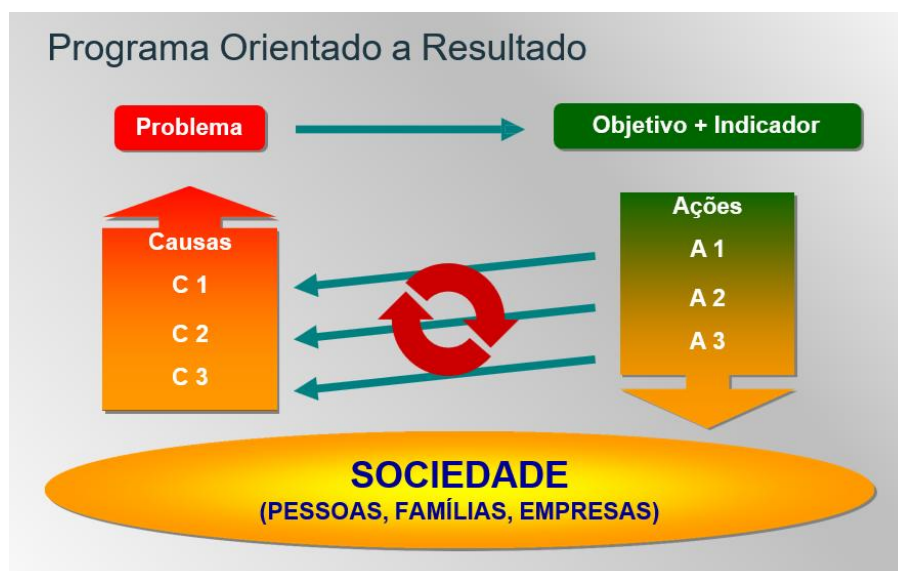 Programa Orientado a Resultado
Problema
Objetivo + Indicador
Causas
C 1
C 2
C 3
Ações
A 1
A 2
A 3
SOCIEDADE
(PESSOAS, FAMÍLIAS, EMPRESAS)